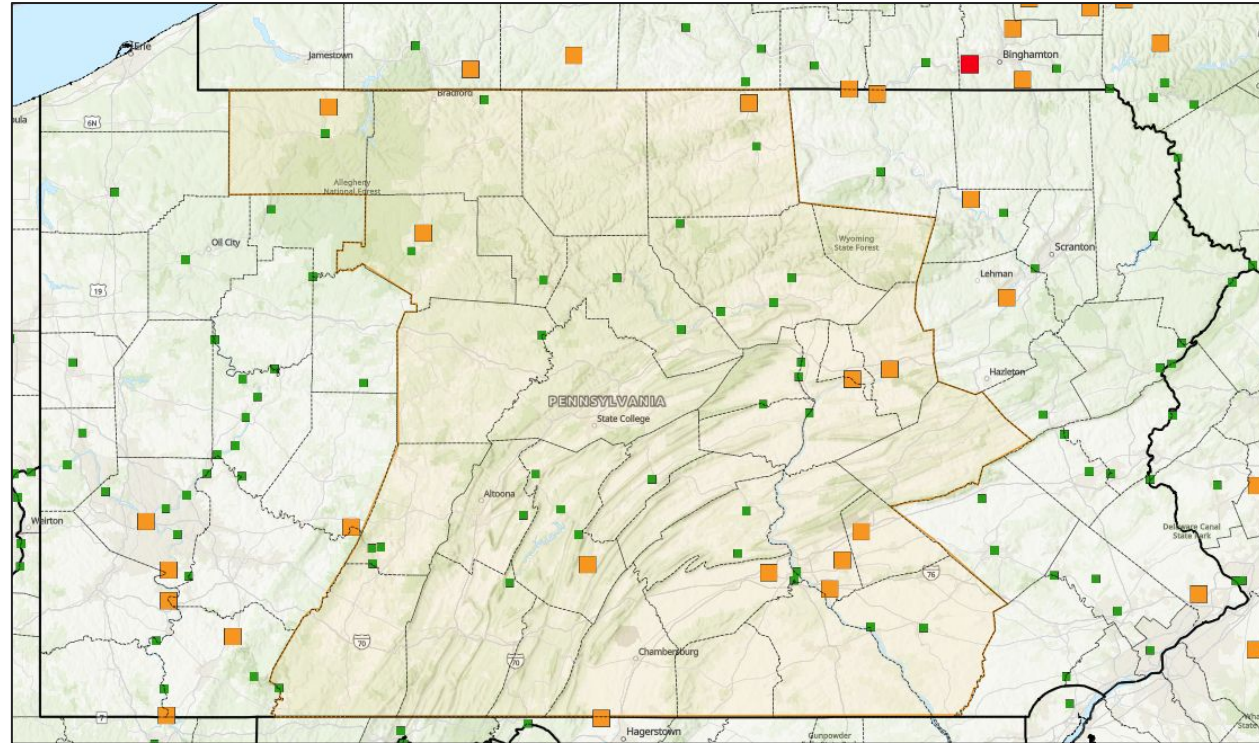 Erie
Jamestown
Binghamton
Bradford
6N
Allegheny
National Forest
Oil City
Wyoming
State Forest
Scranton
Lehman
19
Hazleton
PENNSYLVANIA
State College
Altoona
Weirton
Delaware Canal
State Park
76
70
70
Chambersburg
7
Hagerstown
Gunpowder